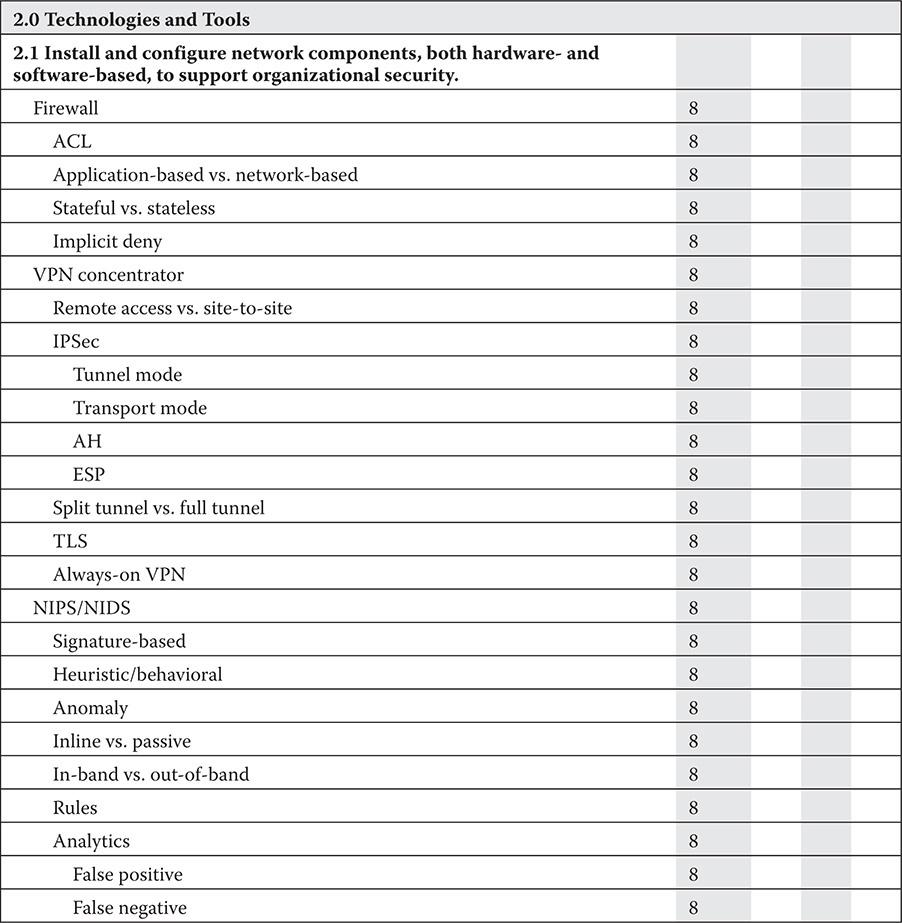 2.0 Technologies and Tools
2.1 Install and configure network components, both hardware- and
software-based, to support organizational security.
Firewall 8
ACL 8
Application-based vs. network-based 8
Stateful vs. stateless 8
Implicit deny 8
VPN concentrator 8
Remote access vs. site-to-site 8
IPSec 8
Tunnel mode 8
Transport mode 8
AH 8
ESP 8
Split tunnel vs. full tunnel 8
TLS 8
Always-on VPN 8
NIPS/NIDS 8
Signature-based 8
Heuristic/behavioral 8
Anomaly 8
Inline vs. passive 8
In-band vs. out-of-band 8
Rules 8
Analytics 8
False positive 8
False negative 8